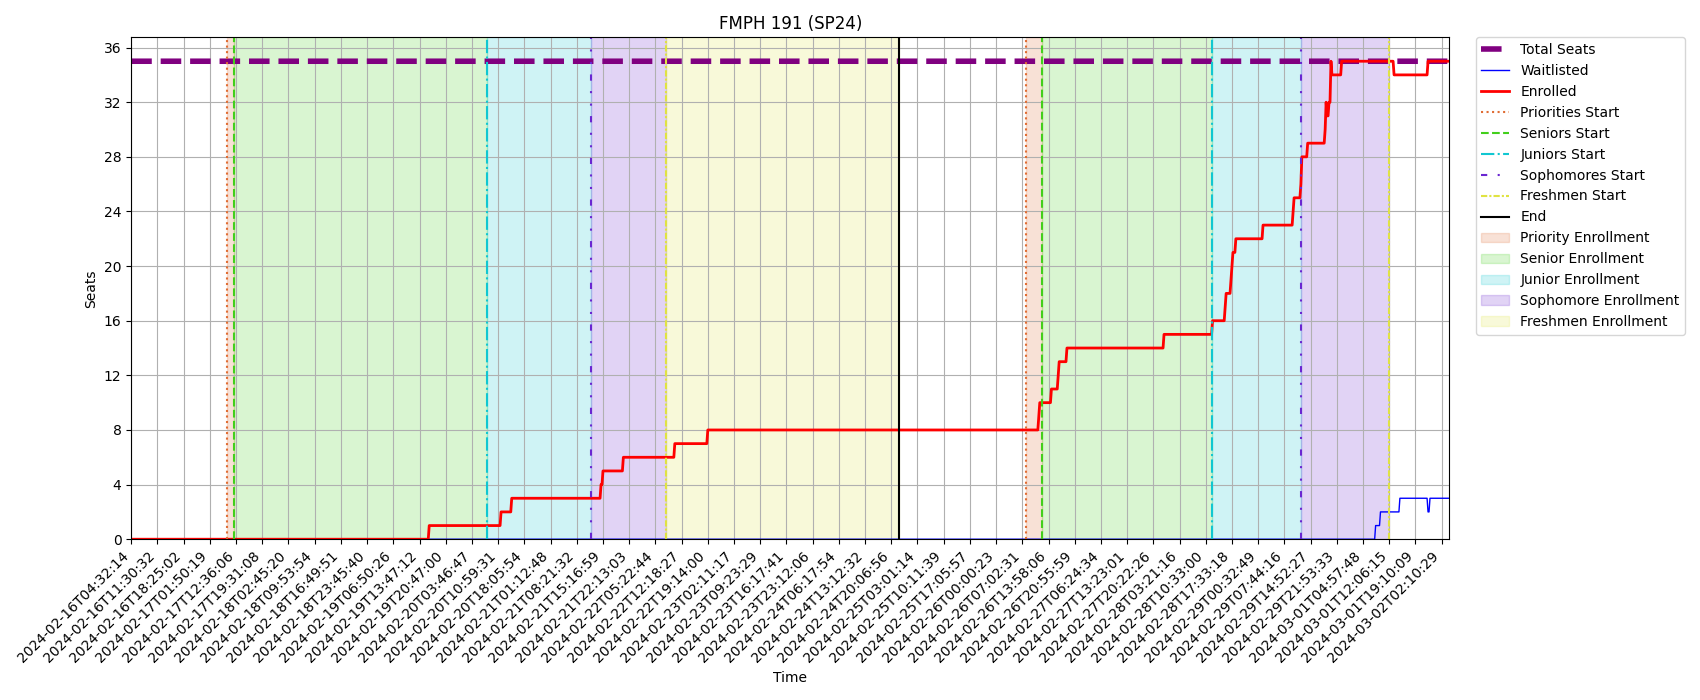 FMPH 191 (SP24)
36
32
28
24
20
16
12
8
4
0
Seats
2024-02-16T04:32:14
2024-02-16T11:30:32
2024-02-16T18:25:02
2024-02-17T01:50:19
2024-02-17T12:36:06
2024-02-17T19:31:08
2024-02-18T02:45:20
2024-02-18T09:53:54
2024-02-18T16:49:51
2024-02-18T23:45:40
2024-02-19T06:50:26
2024-02-19T13:47:12
2024-02-19T20:47:00
2024-02-20T03:46:47
2024-02-20T10:59:31
2024-02-20T18:05:54
2024-02-21T01:12:48
2024-02-21T08:21:32
2024-02-21T15:16:59
2024-02-21T22:13:03
2024-02-22T05:22:44
2024-02-22T12:18:27
2024-02-22T19:14:00
2024-02-23T02:11:17
2024-02-23T09:23:29
2024-02-23T16:17:41
2024-02-23T23:12:06
2024-02-24T06:17:54
2024-02-24T13:12:32
2024-02-24T20:06:56
2024-02-25T03:01:14
2024-02-25T10:11:39
2024-02-25T17:05:57
2024-02-26T00:00:23
2024-02-26T07:02:31
2024-02-26T13:58:06
2024-02-26T20:55:59
2024-02-27T06:24:34
2024-02-27T13:23:01
2024-02-27T20:22:26
2024-02-28T03:21:16
2024-02-28T10:33:00
2024-02-28T17:33:18
2024-02-29T00:32:49
2024-02-29T07:44:16
2024-02-29T14:52:27
2024-02-29T21:53:33
2024-03-01T04:57:48
2024-03-01T12:06:15
2024-03-01T19:10:09
2024-03-02T02:10:29
Time
Total Seats
Waitlisted
Enrolled
Priorities Start
Seniors Start
Juniors Start
Sophomores Start
Freshmen Start
End
Priority Enrollment
Senior Enrollment
Junior Enrollment
Sophomore Enrollment
Freshmen Enrollment